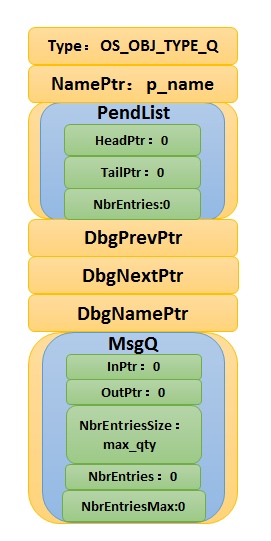 Type：OS_OBJ_TYPE_Q
NamePtr：p_name
PendList
HeadPtr：0
TailPtr：0
NbrEntries:0
DbgPrevPtr
DbgNextPtr
DbgNamePtr
MsgQ
InPtr：0
OutPtr：0
NbrEntriesSize：
max_qty
NbrEntries：0
NbrEntriesMax:0